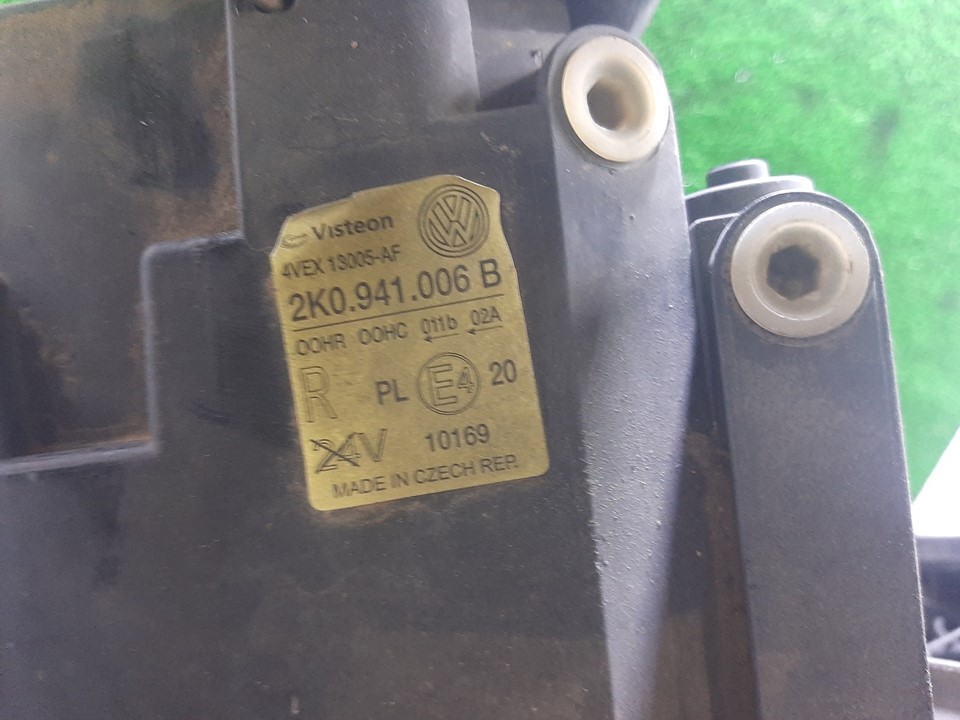 Visteon
4VEX 13005-AF
2K0.941.006 B
OOHR OOHC 011b 02A
R PL E4 20
24V 10169
MADE IN CZECH REP.